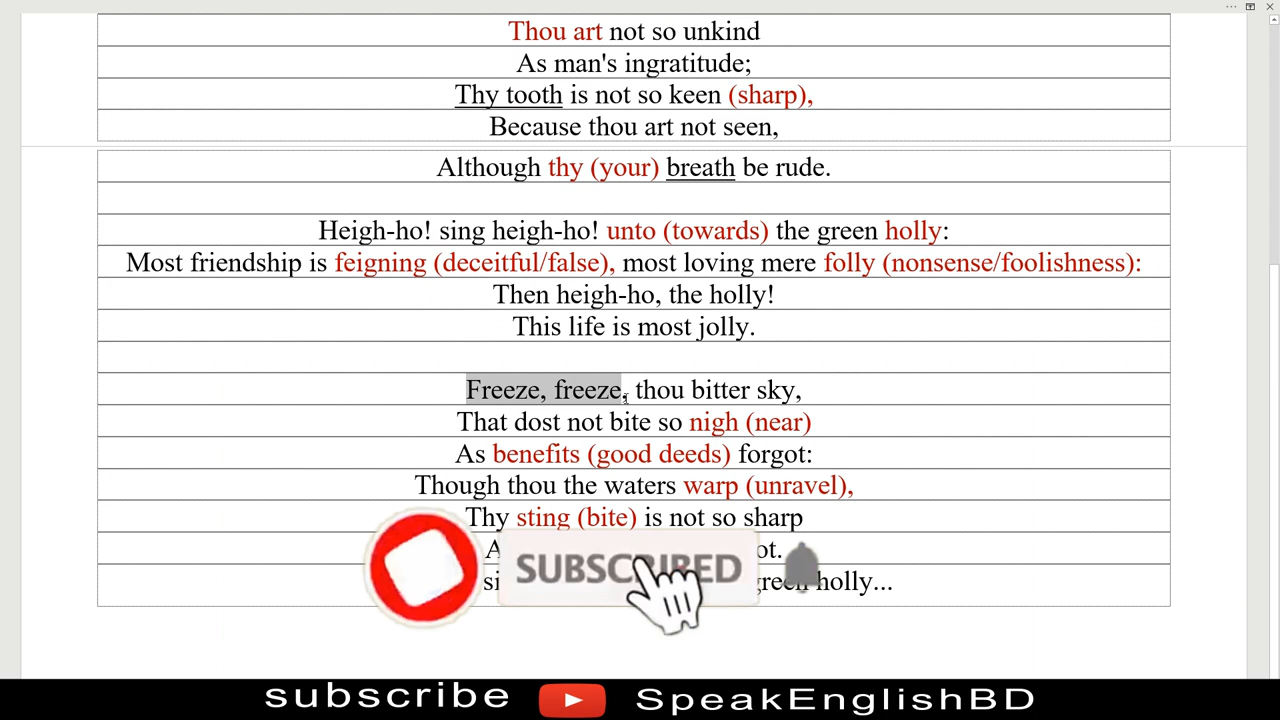 Thou art not so unkind
As man's ingratitude;
Thy tooth is not so keen (sharp),
Because thou art not seen,
Although thy (your) breath be rude.
Heigh-ho! sing heigh-ho! unto (towards) the green holly:
Most friendship is feigning (deceitful/false), most loving mere folly (nonsense/foolishness):
Then heigh-ho, the holly!
This life is most jolly.
Freeze, freeze, thou bitter sky,
That dost not bite so nigh (near)
As benefits (good deeds) forgot:
Though thou the waters warp (unravel),
Thy sting (bite) is not so sharp
SUBSCRIBED
green holly...
subscribe SpeakEnglishBD